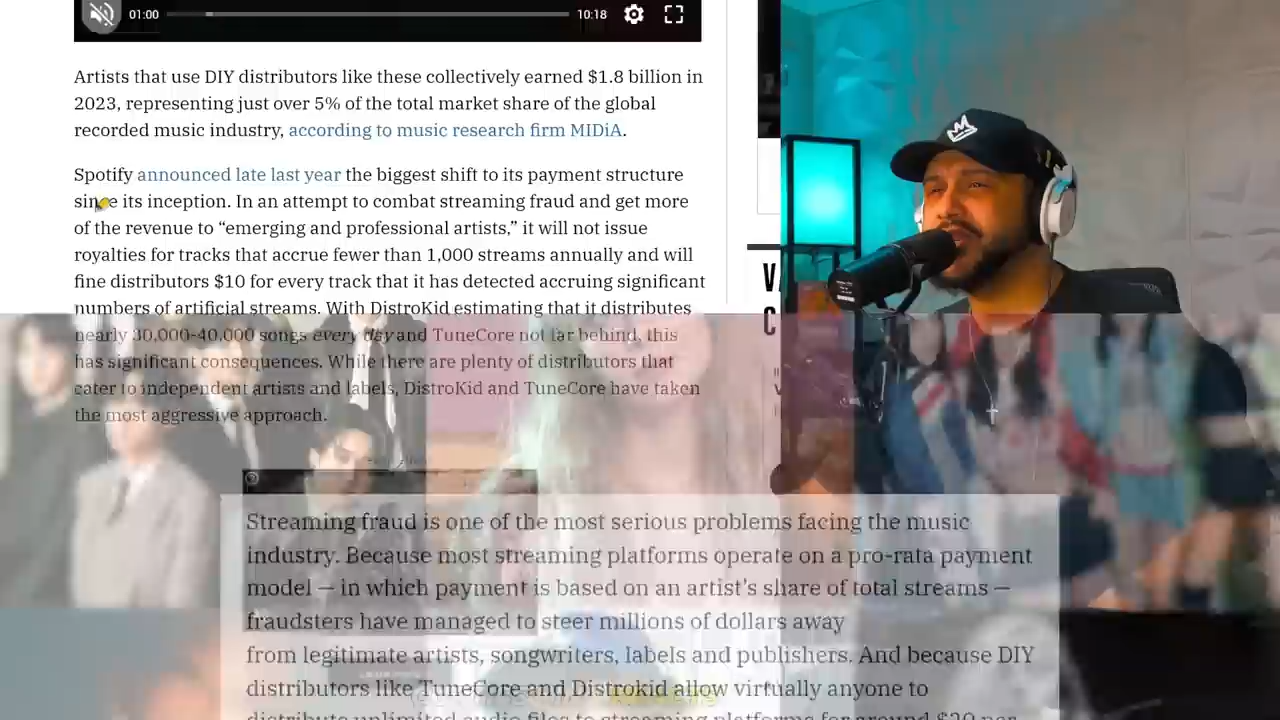 01:00
10:18
Artists that use DIY distributors like these collectively earned $1.8 billion in
2023, representing just over 5% of the total market share of the global
recorded music industry, according to music research firm MIDiA.
Spotify announced late last year the biggest shift to its payment structure
since its inception. In an attempt to combat streaming fraud and get more
of the revenue to “emerging and professional artists,” it will not issue
royalties for tracks that accrue fewer than 1,000 streams annually and will
fine distributors $10 for every track that it has detected accruing significant
numbers of artificial streams. With DistroKid estimating that it distributes
nearly 30,000-40,000 songs every day and TuneCore not far behind, this
has significant consequences. While there are plenty of distributors that
cater to independent artists and labels, DistroKid and TuneCore have taken
the most aggressive approach.
Streaming fraud is one of the most serious problems facing the music
industry. Because most streaming platforms operate on a pro-rata payment
model — in which payment is based on an artist’s share of total streams —
fraudsters have managed to steer millions of dollars away
from legitimate artists, songwriters, labels and publishers. And because DIY
distributors like TuneCore and Distrokid allow virtually anyone to
distribute unlimited audio files to streaming platforms for around $20 per